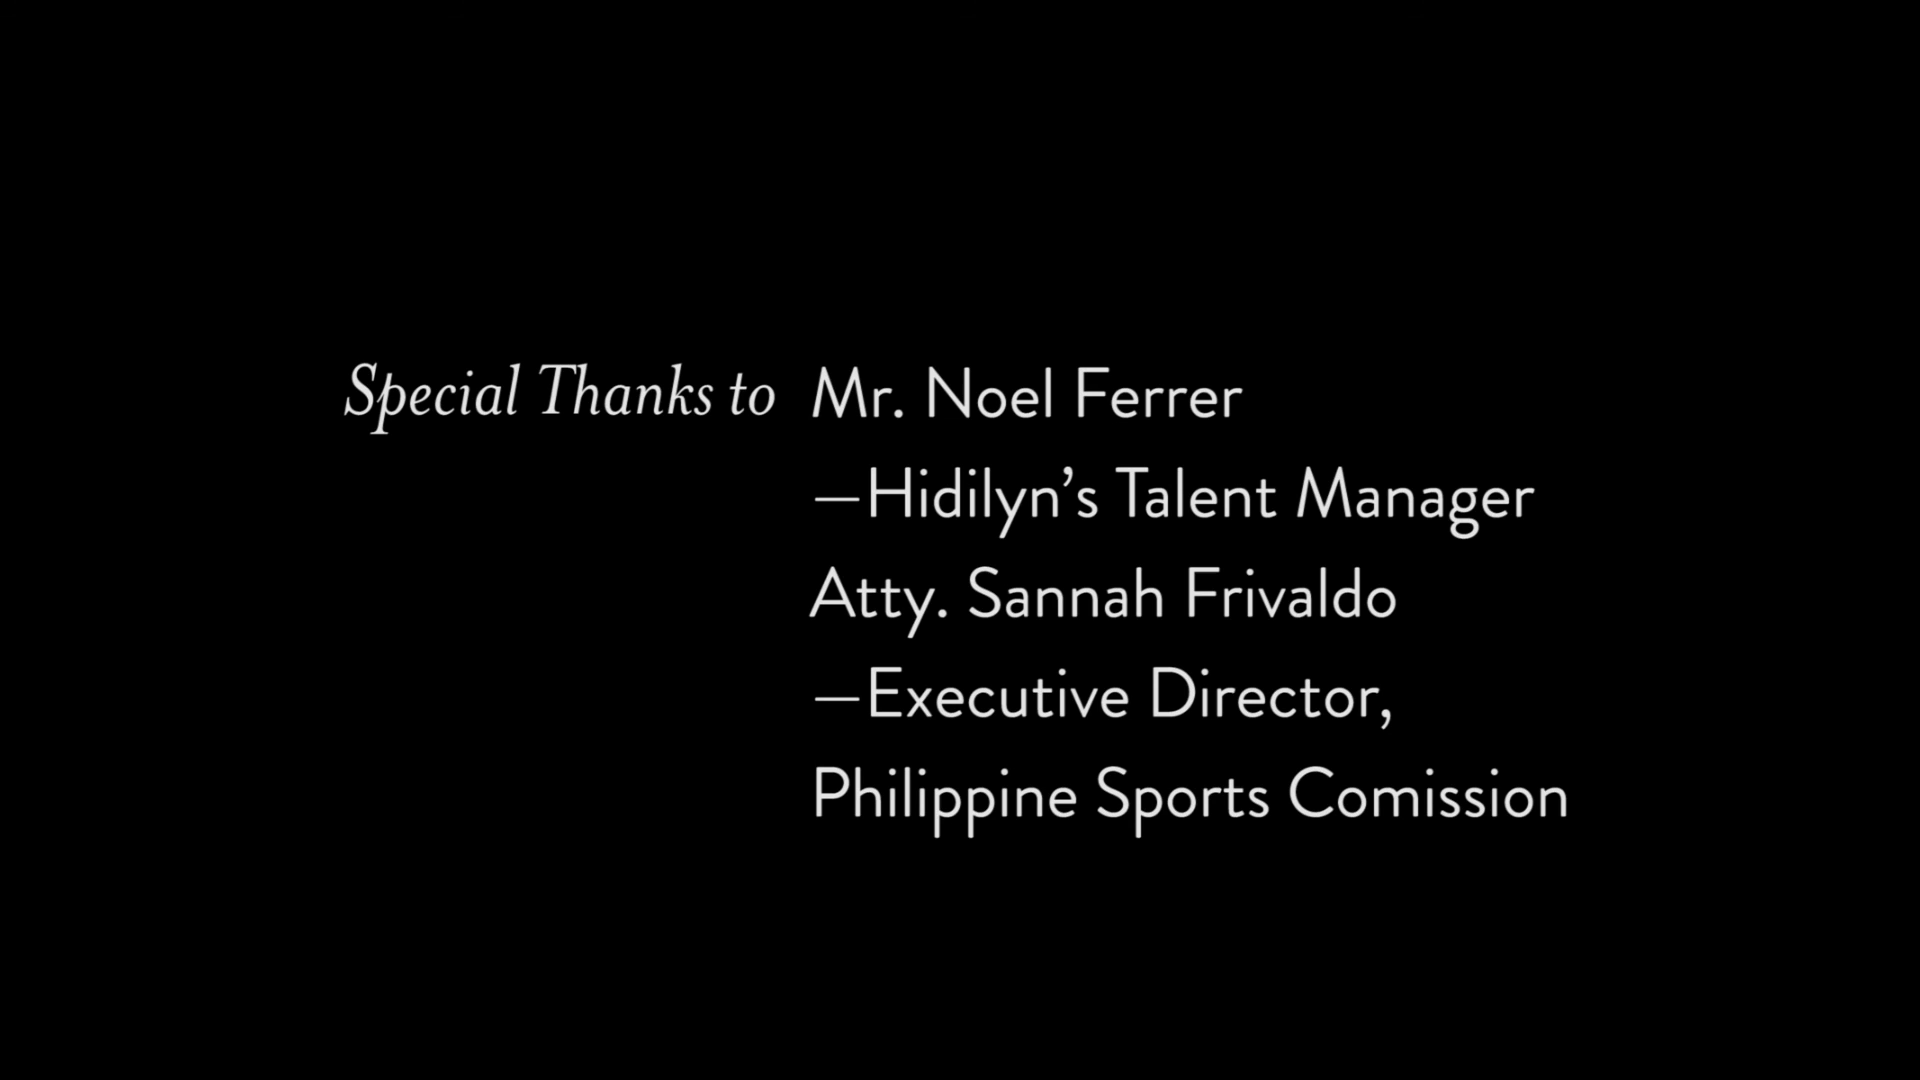 Special Thanks to Mr. Noel Ferrer
—Hidilyn’s Talent Manager
Atty. Sannah Frivaldo
—Executive Director,
Philippine Sports Comission